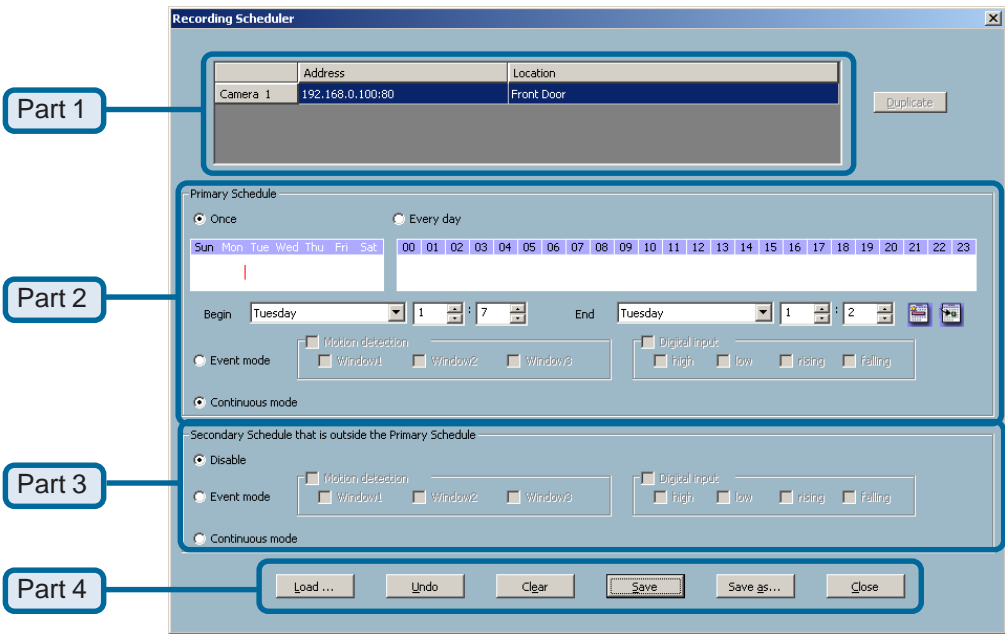 Recording Scheduler
Address Location
Camera 1 192.168.0.100:80 Front Door
Duplicate
Part 1
Primary Schedule
Once Every day
Sun Mon Tue Wed Thu Fri Sat 00 01 02 03 04 05 06 07 08 09 10 11 12 13 14 15 16 17 18 19 20 21 22 23
Part 2
Begin Tuesday 1 : 7 End Tuesday 1 : 2
Motion detection Digital input
Event mode Window1 Window2 Window3 high low rising falling
Continuous mode
Secondary Schedule that is outside the Primary Schedule
Disable
Motion detection Digital input
Part 3
Event mode Window1 Window2 Window3 high low rising falling
Continuous mode
Part 4
Load ... Undo Clear Save Save as... Close